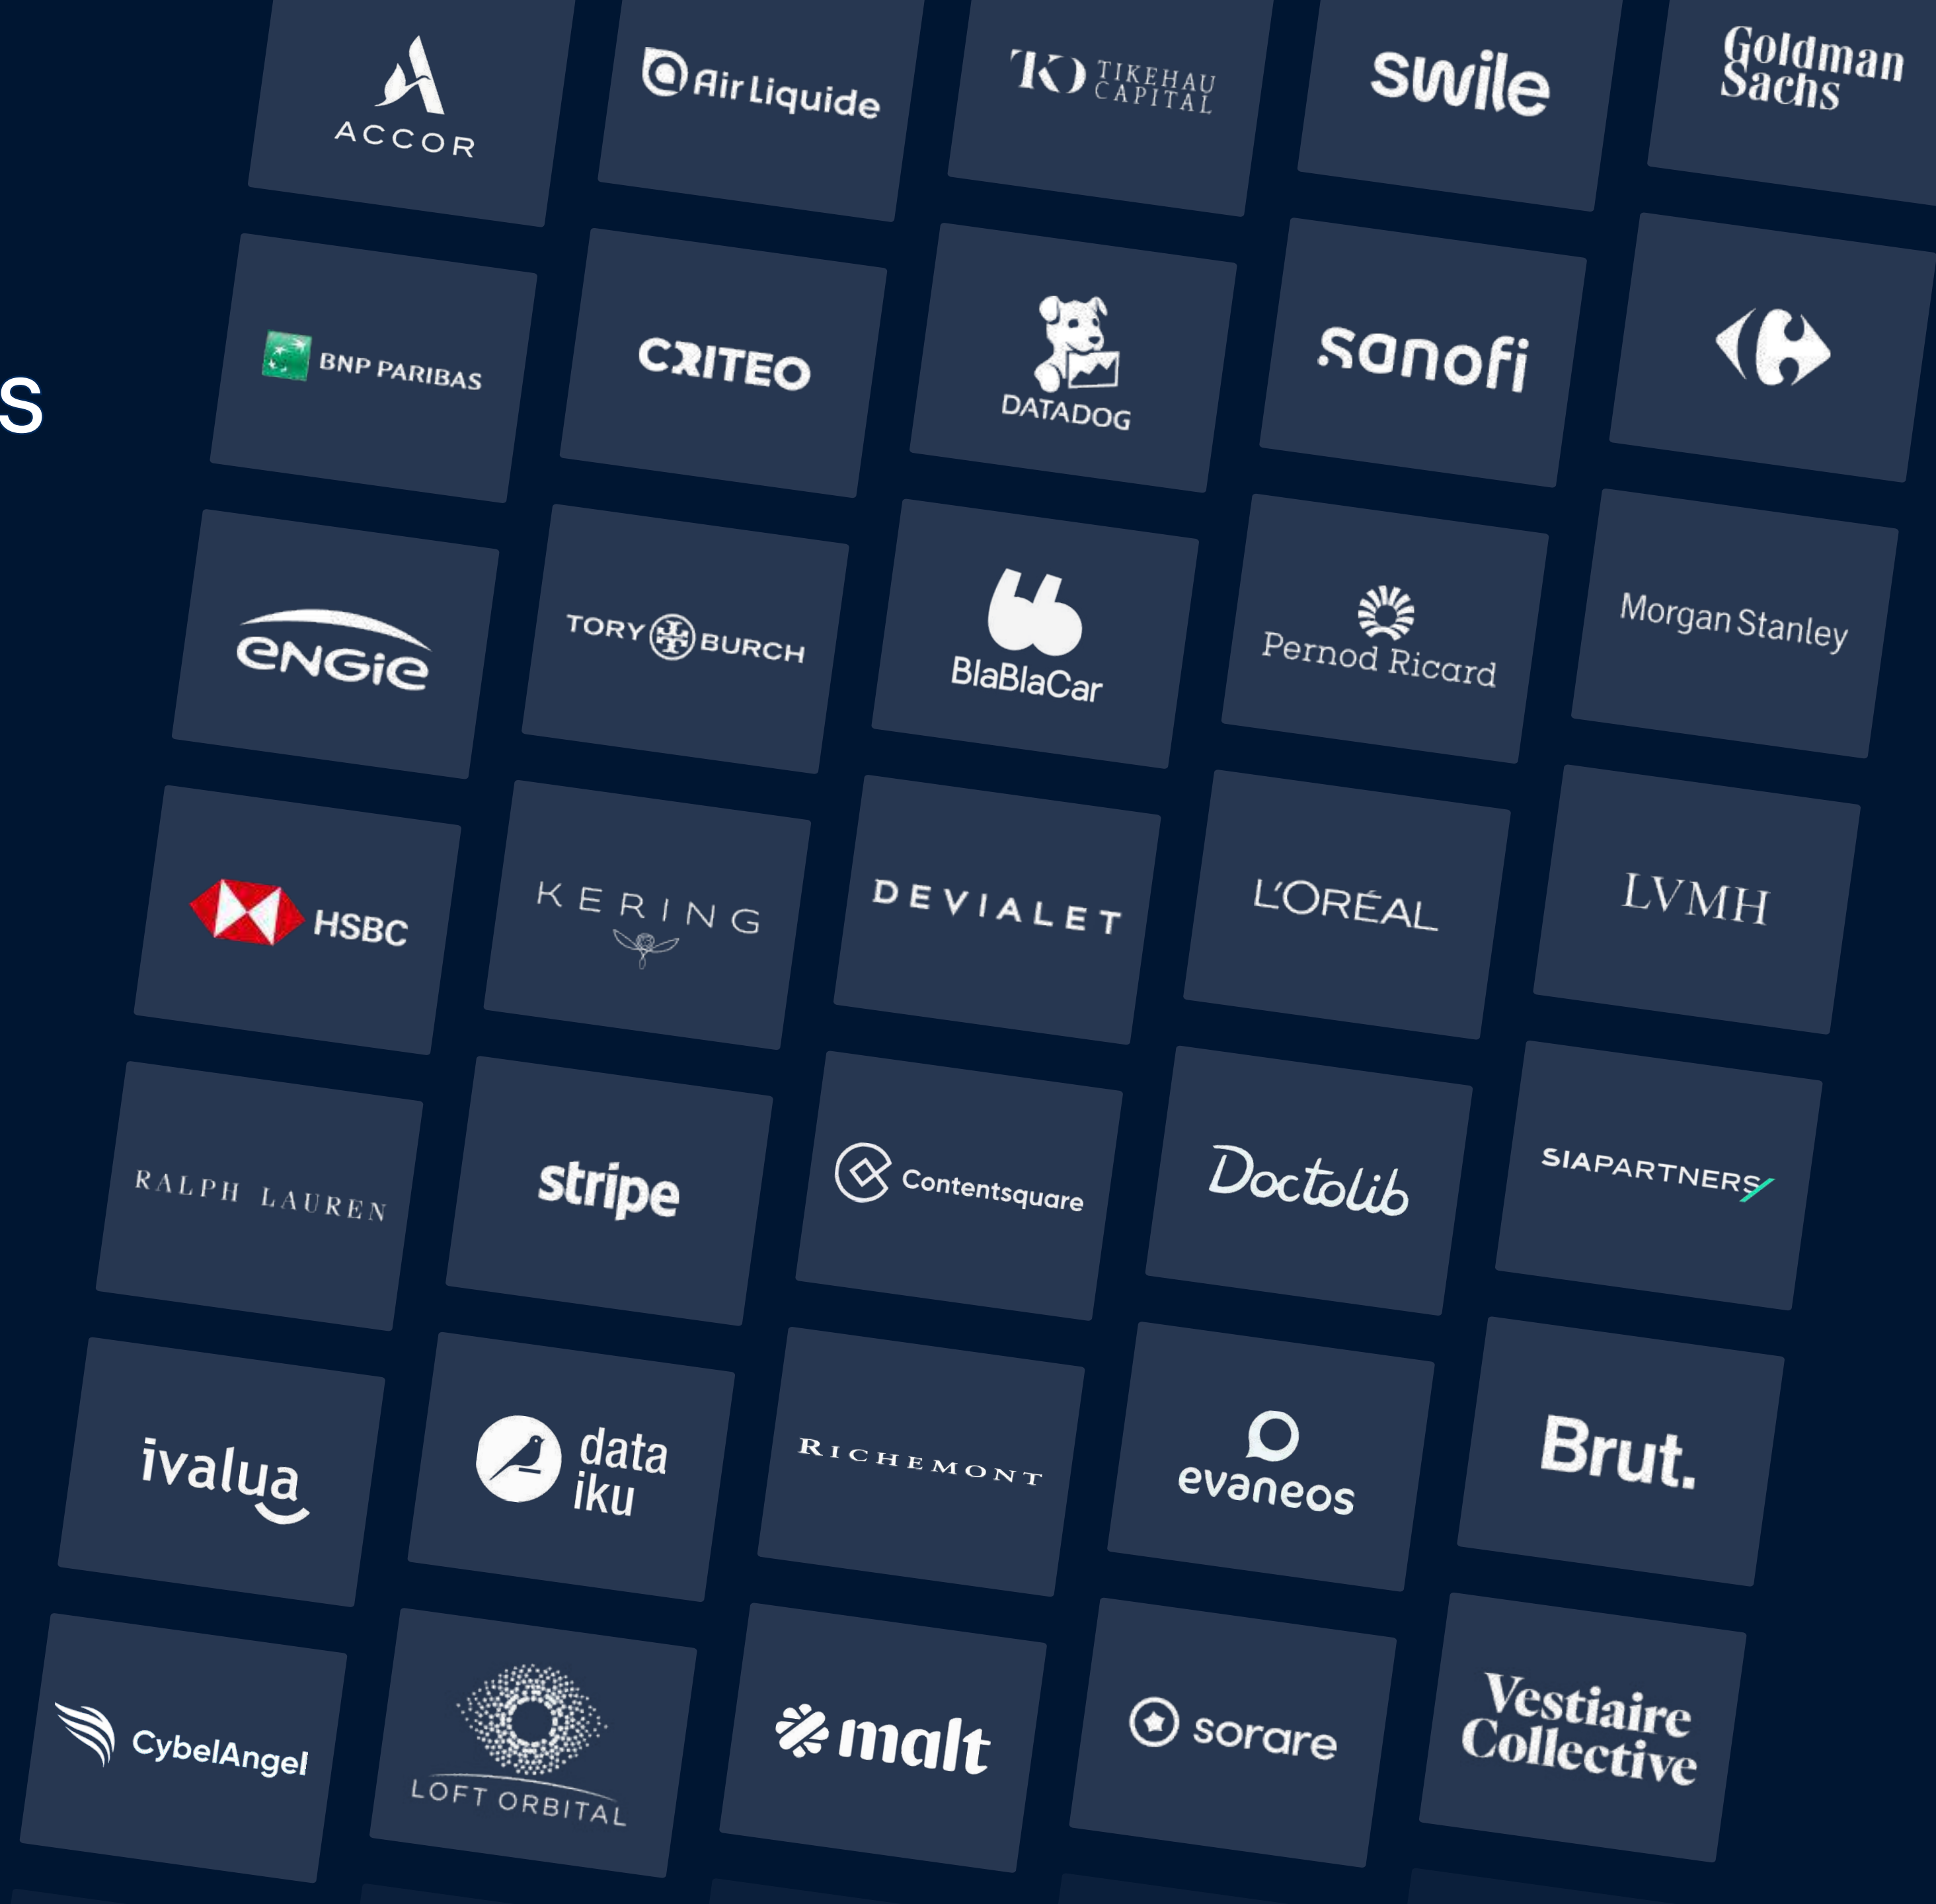 ACCOR
Air Liquide
TIKEHAU
CAPITAL
swile
Goldman
Sachs
BNP PARIBAS
CRITEO
DATADOG
sanofi
s
ENGiE
TORY BURCH
BlaBlaCar
Pernod Ricard
Morgan Stanley
HSBC
KERING
DEVIALET
L'ORÉAL
LVMH
RALPH LAUREN
stripe
Contentsquare
Doctolib
SIAPARTNERS
ivalua
data
iku
RICHEMONT
evaneos
Brut.
CybelAngel
LOFT ORBITAL
malt
sorare
Vestiaire
Collective